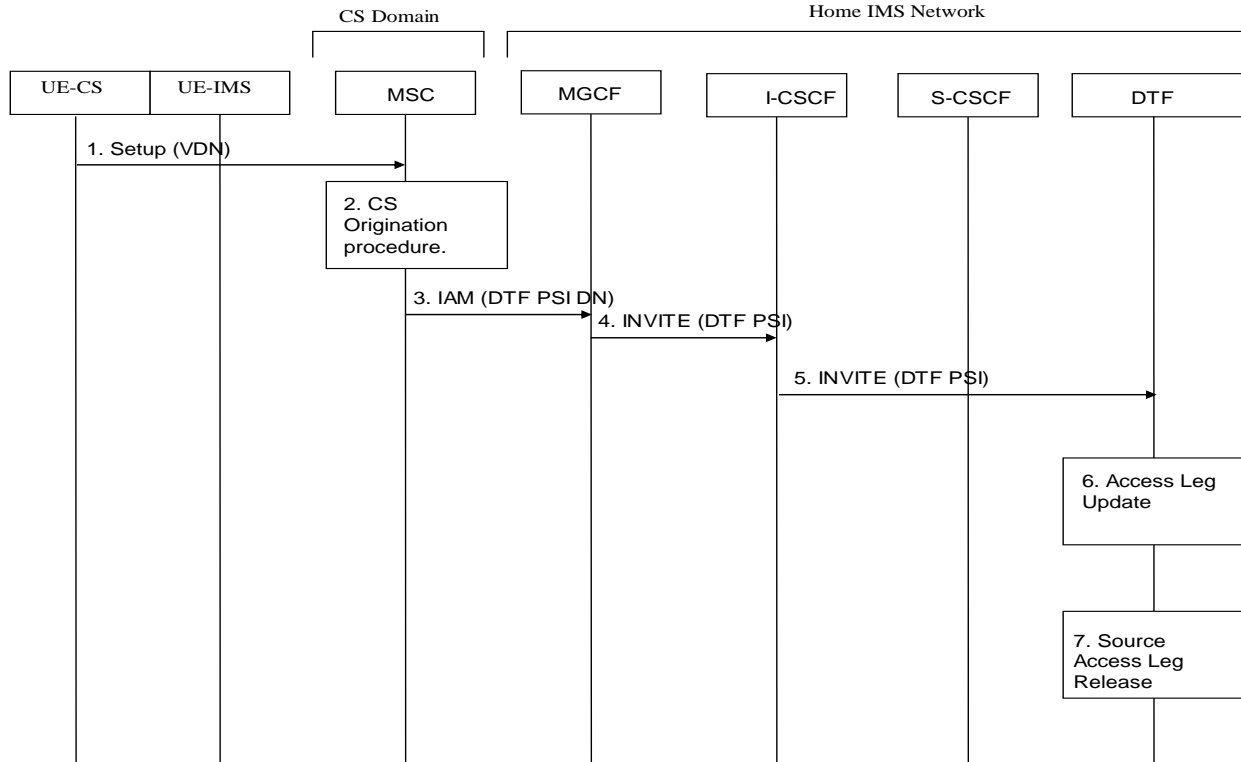 CS Domain
Home IMS Network
UE-CS
UE-IMS
MSC
MGCF
I-CSCF
S-CSCF
DTF
1. Setup (VDN)
2. CS
Origination
procedure.
3. IAM (DTF PSI DN)
4. INVITE (DTF PSI)
5. INVITE (DTF PSI)
6. Access Leg
Update
7. Source
Access Leg
Release